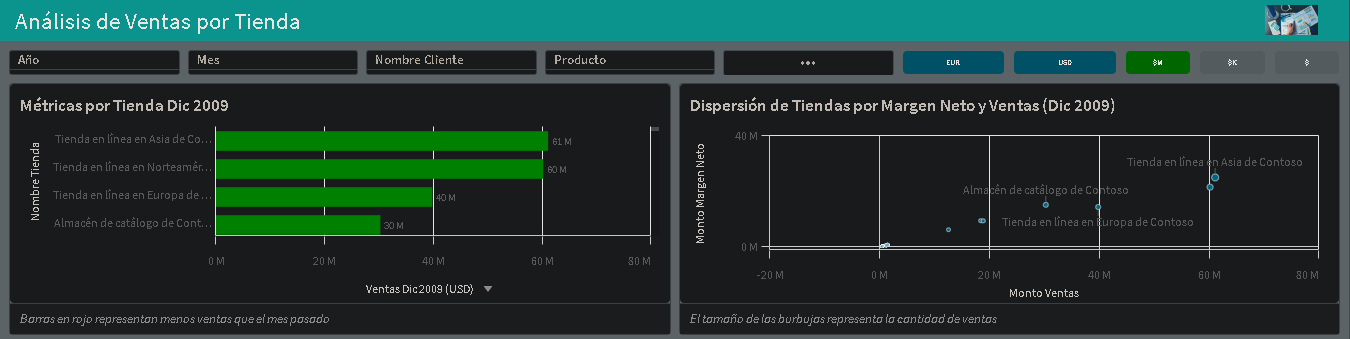 Análisis de Ventas por Tienda
Año
Mes
Nombre Cliente
Producto
•••
EUR
USD
$M
$K
$
Métricas por Tienda Dic 2009
Nombre Tienda
Tienda en línea en Asia de Co...
61 M
Tienda en línea en Norteamér...
60 M
Tienda en línea en Europa de ...
40 M
Almacén de catálogo de Cont...
30 M
0 M 20 M 40 M 60 M 80 M
Ventas Dic2009 (USD)
Barras en rojo representan menos ventas que el mes pasado
Dispersión de Tiendas por Margen Neto y Ventas (Dic 2009)
Monto Margen Neto
40 M
0 M
Tienda en línea en Asia de Contoso
Almacén de catálogo de Contoso
Tienda en línea en Europa de Contoso
-20 M 0 M 20 M 40 M 60 M 80 M
Monto Ventas
El tamaño de las burbujas representa la cantidad de ventas